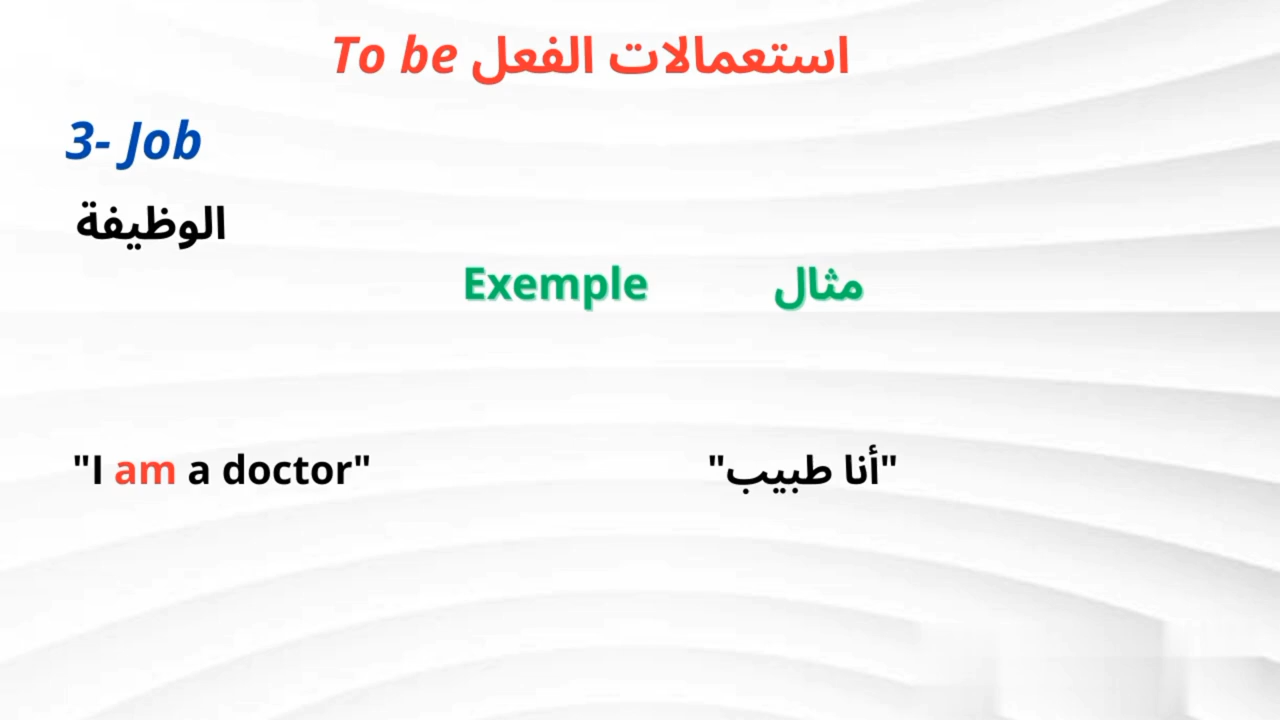 استعمالات الفعل To be
3- Job
الوظيفة
Exemple مثال
"I am a doctor" "أنا طبيب"